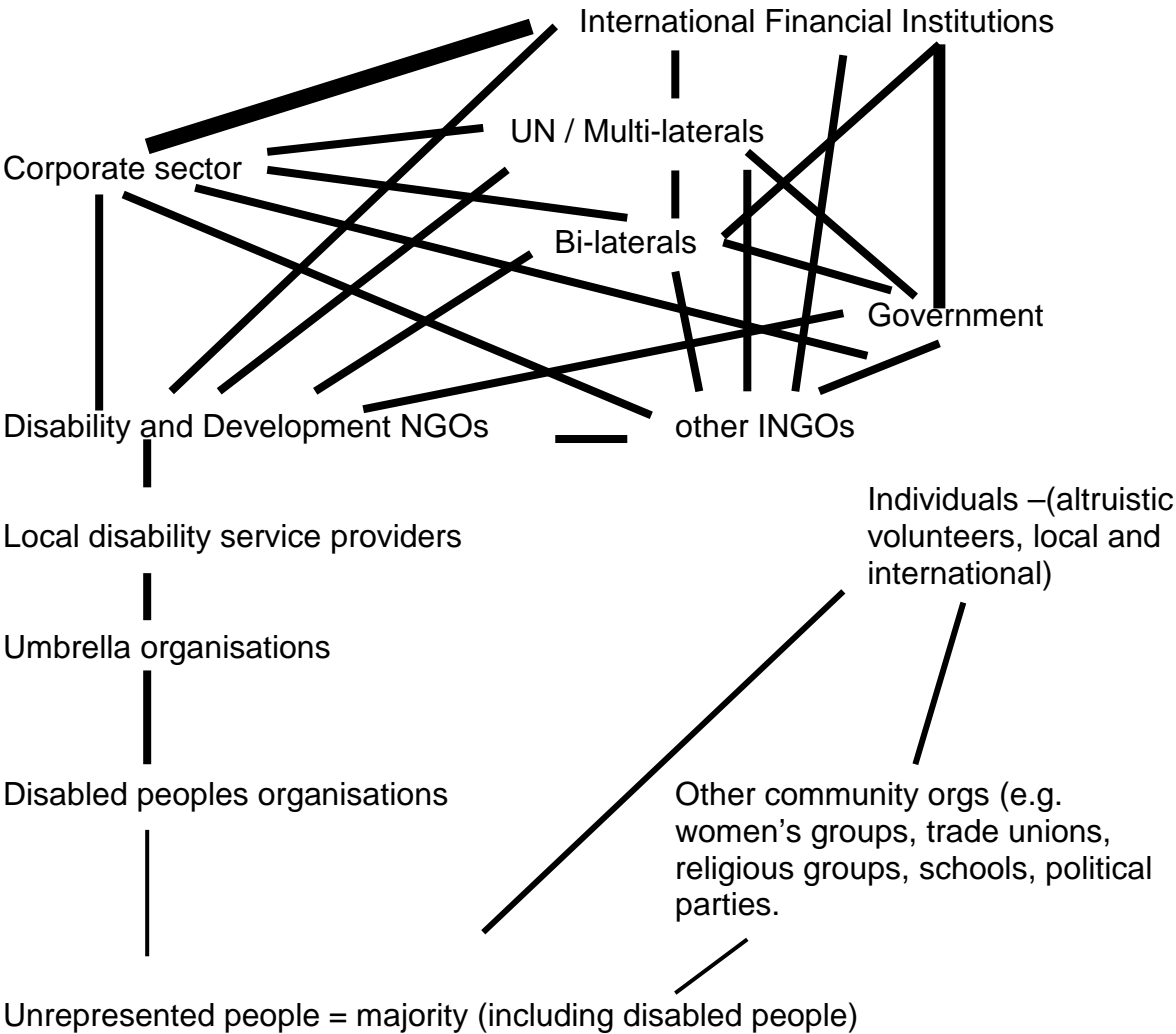 International Financial Institutions
UN / Multi-laterals
Corporate sector
Bi-laterals
Government
Disability and Development NGOs
other INGOs
Individuals –(altruistic
volunteers, local and
international)
Local disability service providers
Umbrella organisations
Disabled peoples organisations
Other community orgs (e.g.
women's groups, trade unions,
religious groups, schools, political
parties.
Unrepresented people = majority (including disabled people)